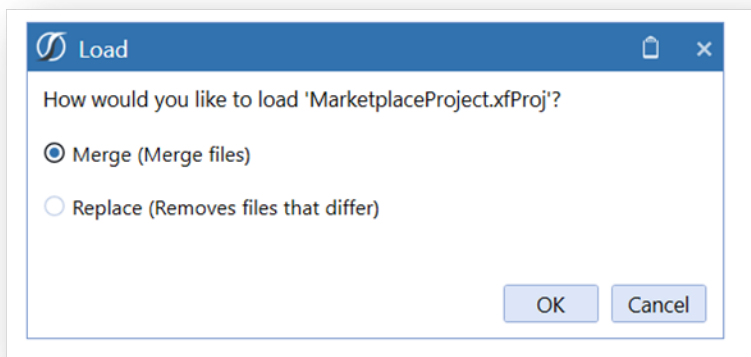 Load
How would you like to load 'MarketplaceProject.xfProj'?
Merge (Merge files)
Replace (Removes files that differ)
OK Cancel